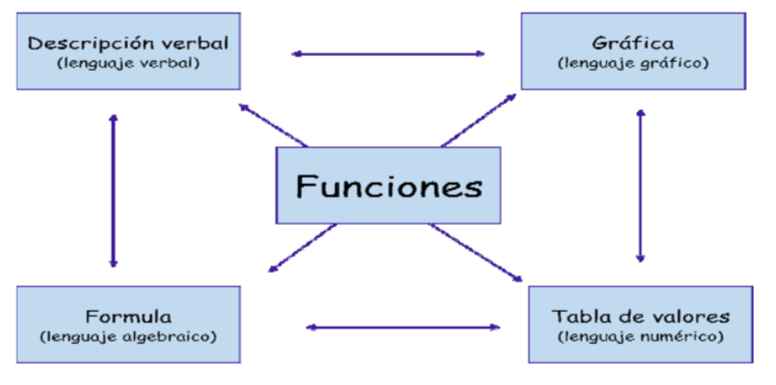 Descripción verbal
(lenguaje verbal)
Gráfica
(lenguaje gráfico)
Funciones
Formula
(lenguaje algebraico)
Tabla de valores
(lenguaje numérico)